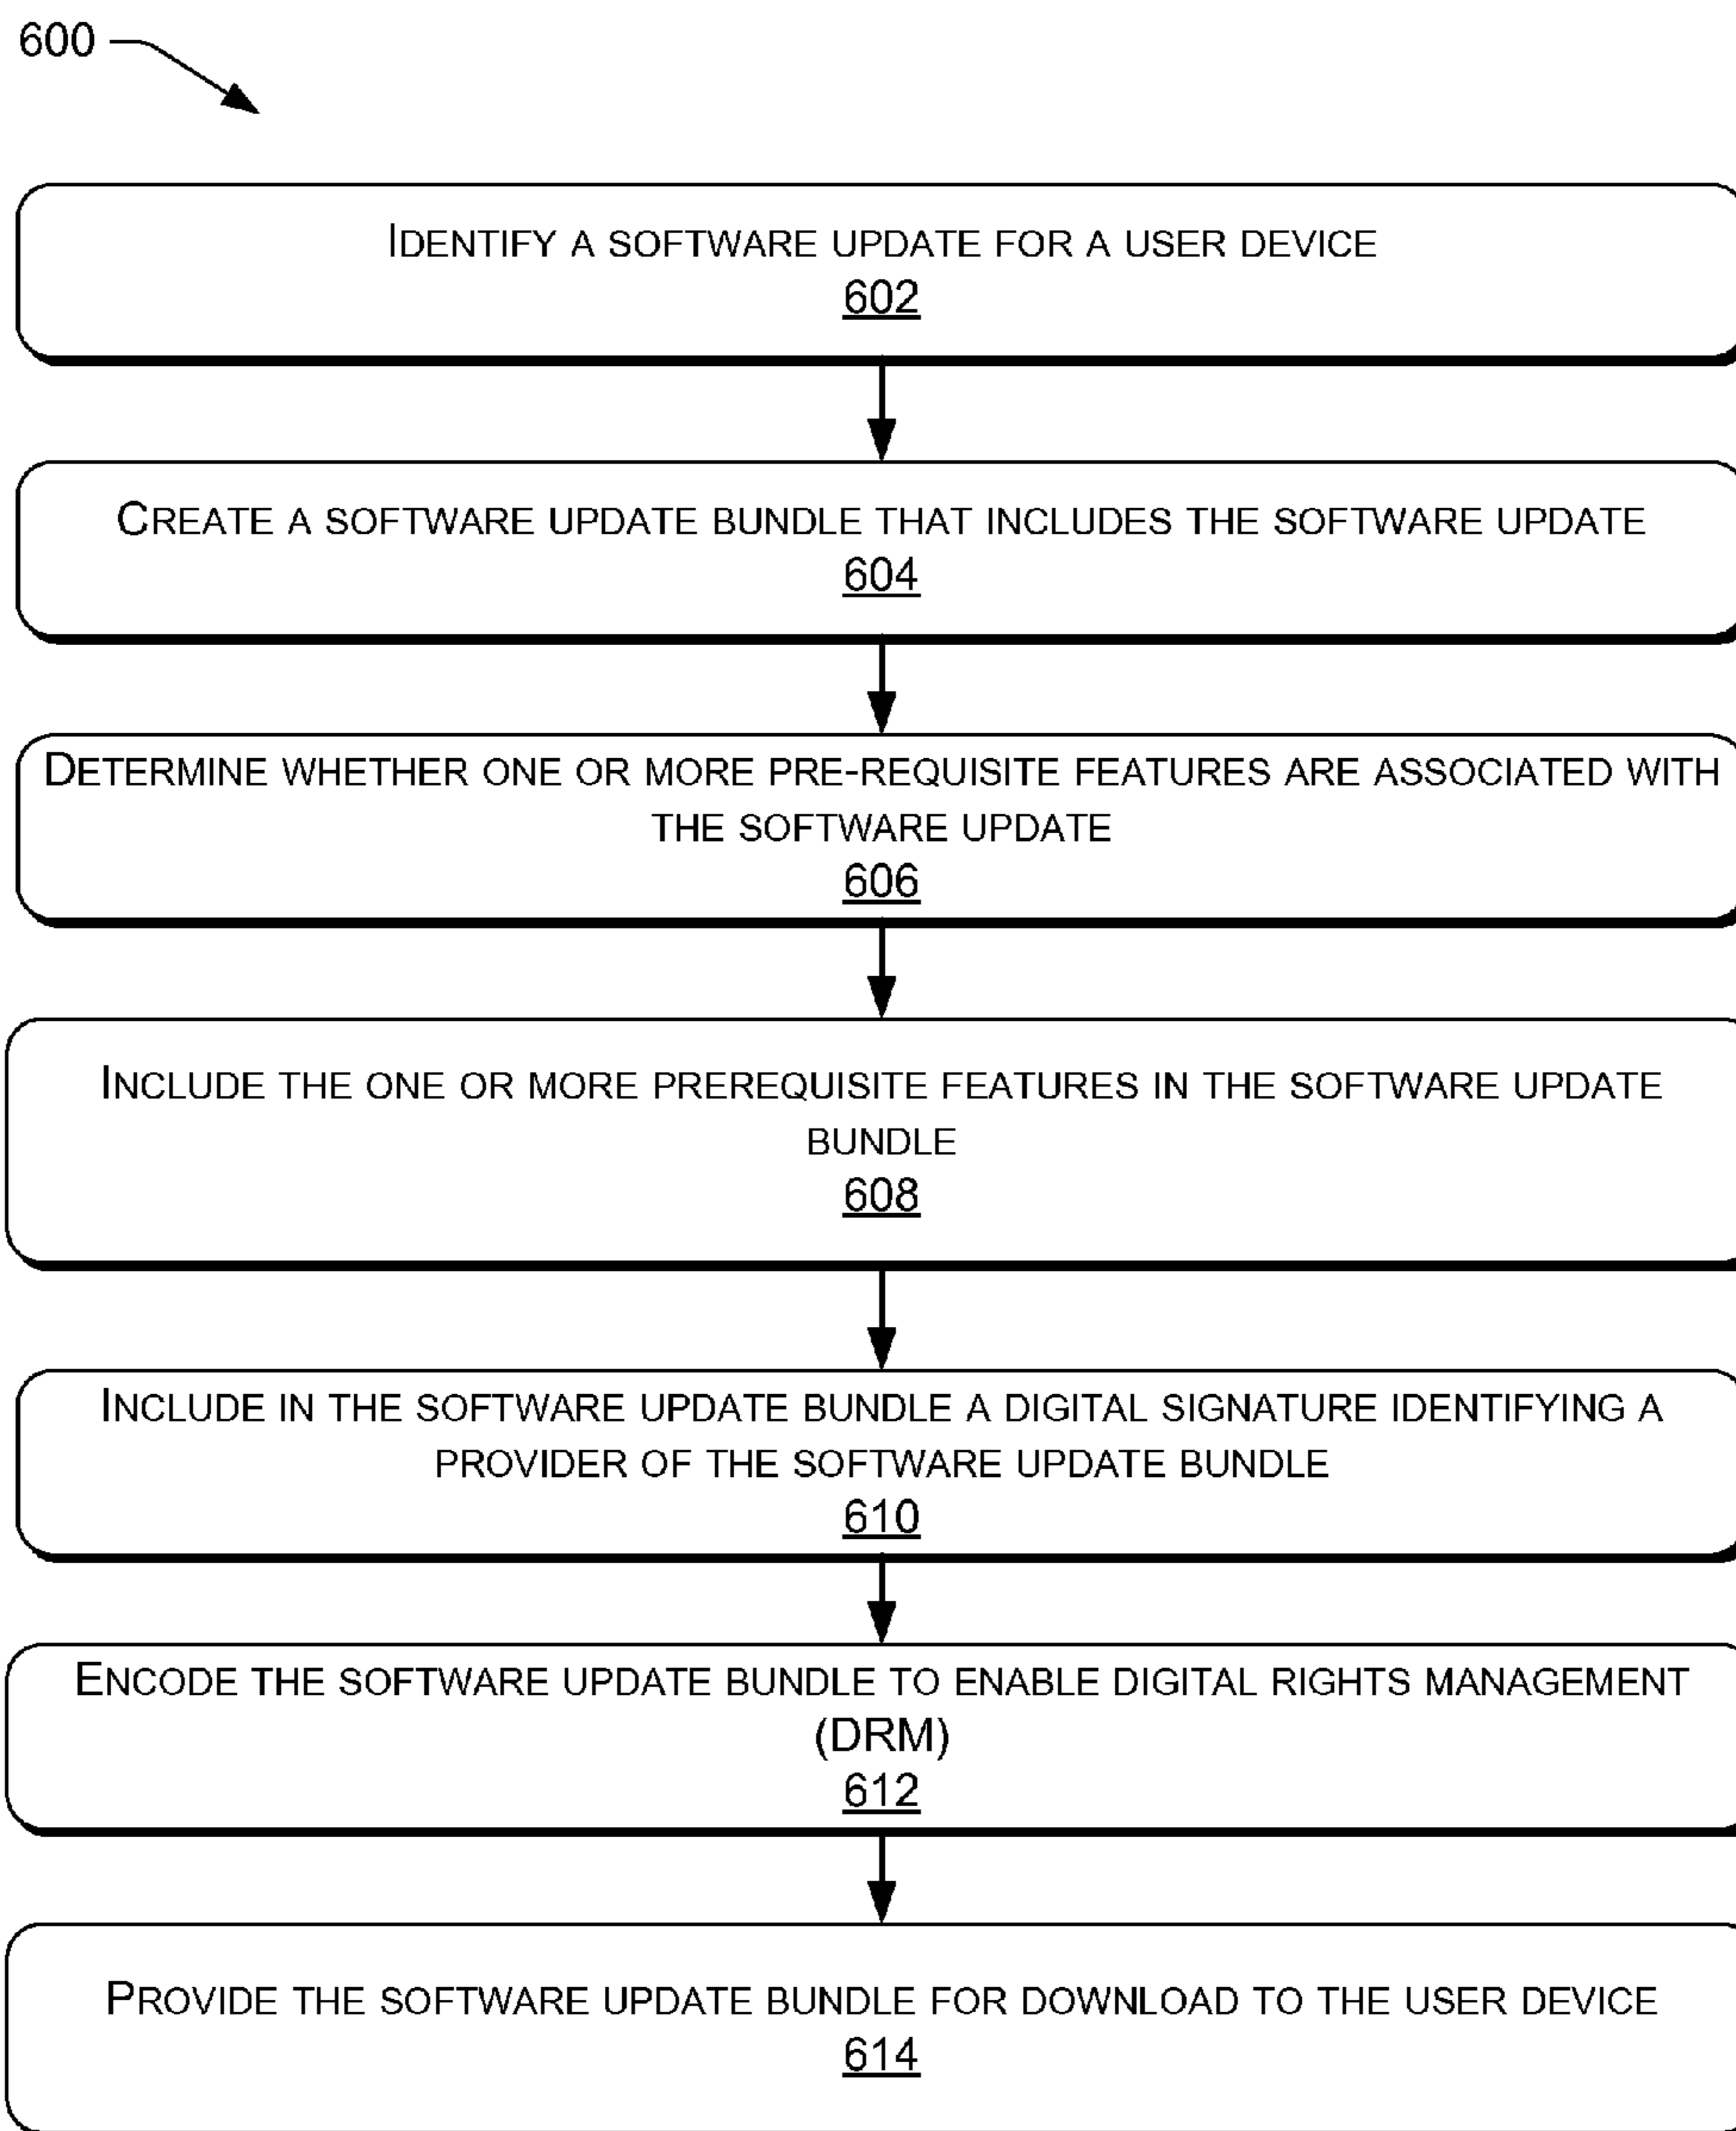 600
IDENTIFY A SOFTWARE UPDATE FOR A USER DEVICE
602
CREATE A SOFTWARE UPDATE BUNDLE THAT INCLUDES THE SOFTWARE UPDATE
604
DETERMINE WHETHER ONE OR MORE PRE-REQUISITE FEATURES ARE ASSOCIATED WITH
THE SOFTWARE UPDATE
606
INCLUDE THE ONE OR MORE PREREQUISITE FEATURES IN THE SOFTWARE UPDATE
BUNDLE
608
INCLUDE IN THE SOFTWARE UPDATE BUNDLE A DIGITAL SIGNATURE IDENTIFYING A
PROVIDER OF THE SOFTWARE UPDATE BUNDLE
610
ENCODE THE SOFTWARE UPDATE BUNDLE TO ENABLE DIGITAL RIGHTS MANAGEMENT
(DRM)
612
PROVIDE THE SOFTWARE UPDATE BUNDLE FOR DOWNLOAD TO THE USER DEVICE
614